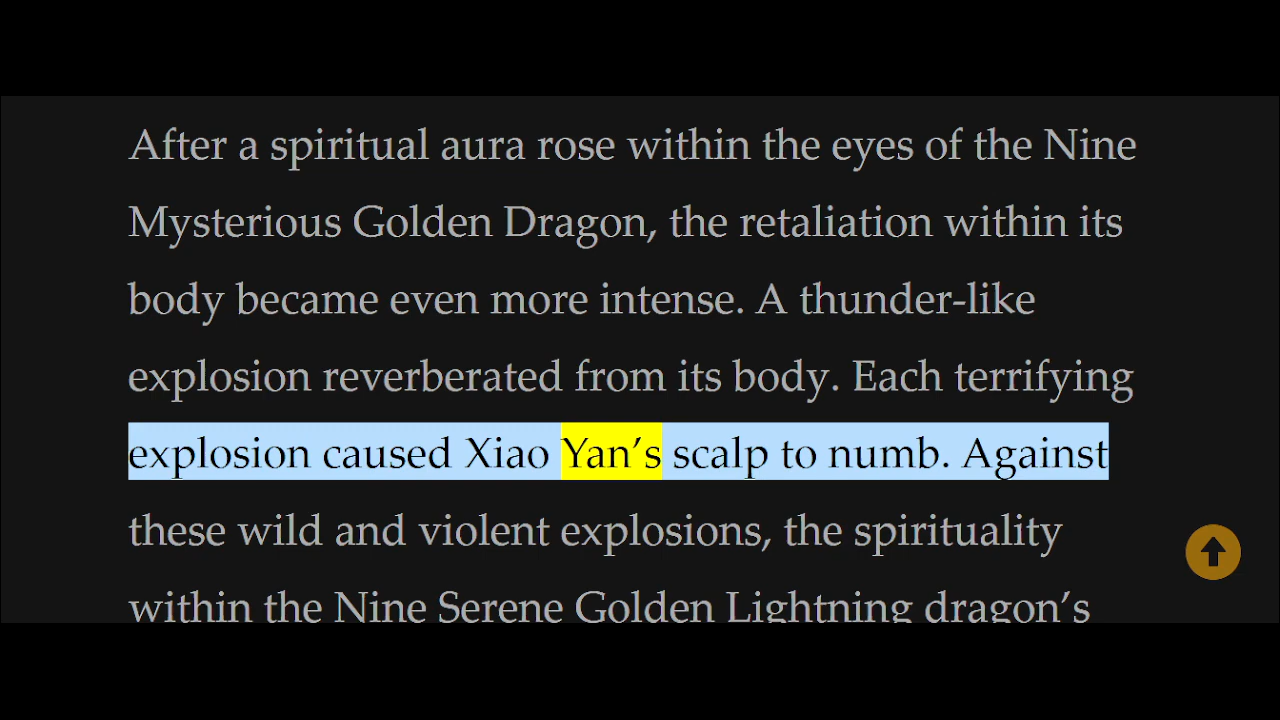 After a spiritual aura rose within the eyes of the Nine
Mysterious Golden Dragon, the retaliation within its
body became even more intense. A thunder-like
explosion reverberated from its body. Each terrifying
explosion caused Xiao Yan’s scalp to numb. Against
these wild and violent explosions, the spirituality
within the Nine Serene Golden Lightning dragon’s